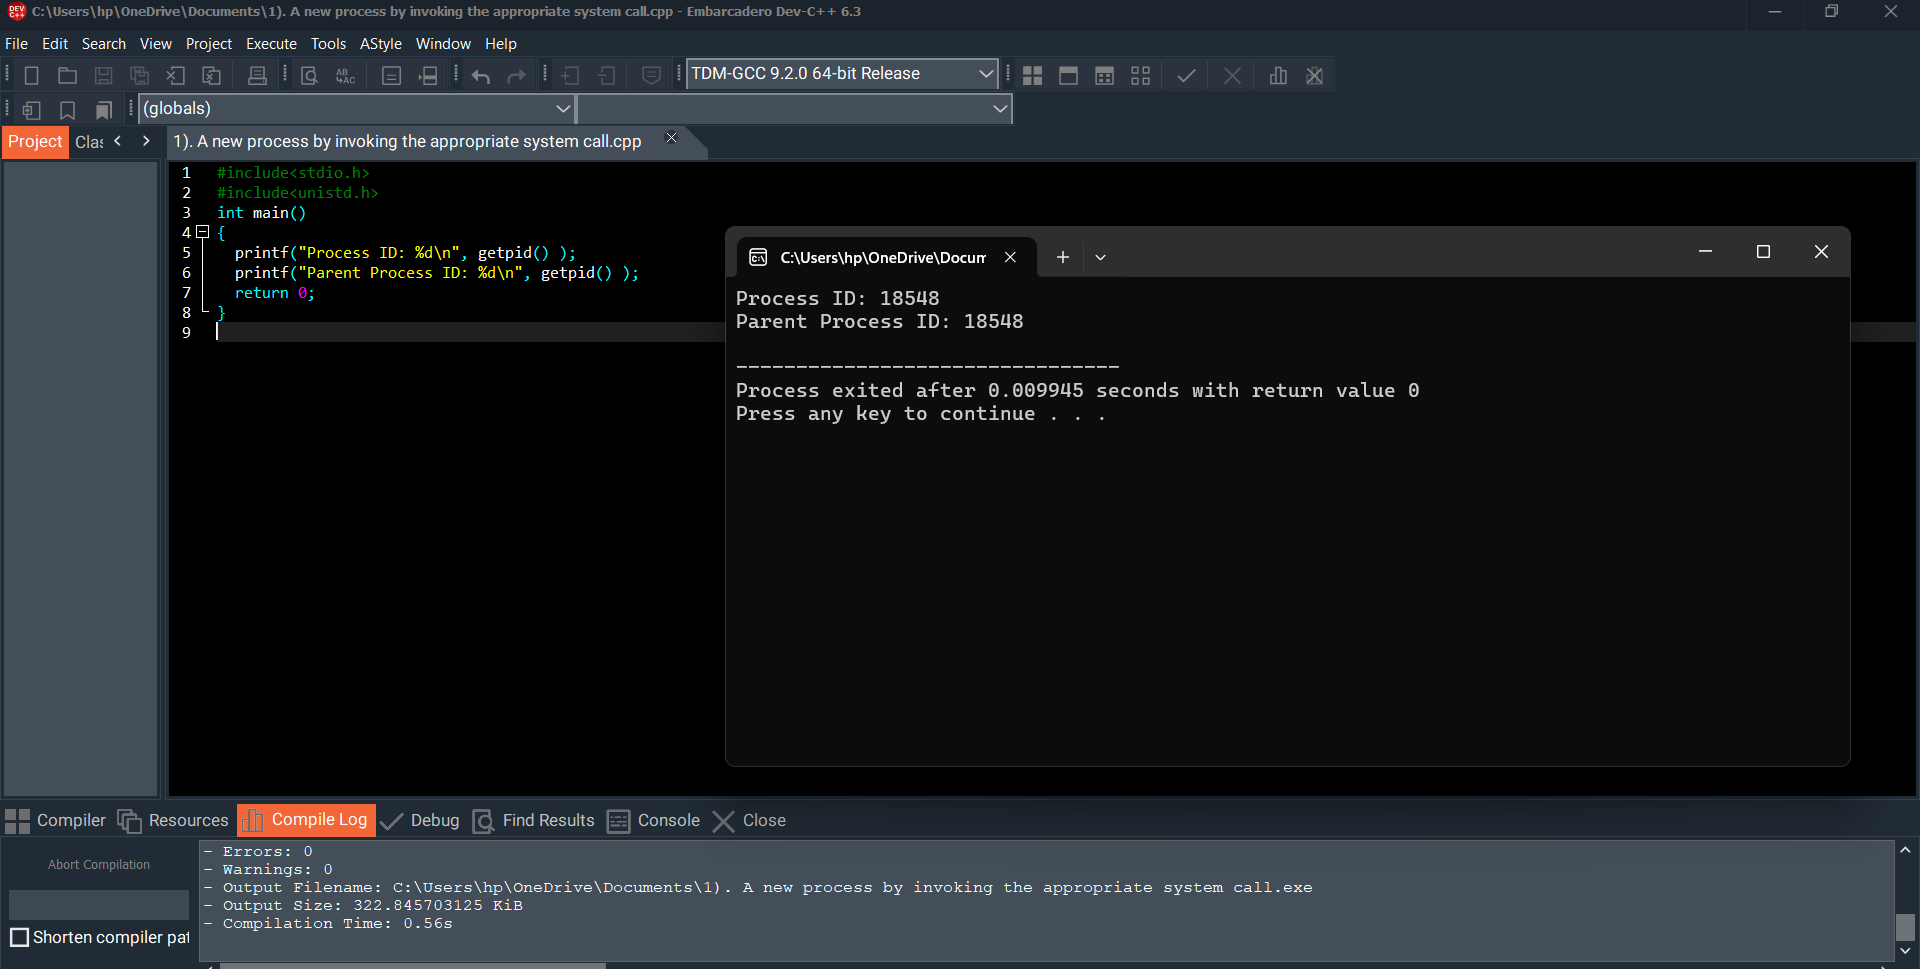 C:\Users\hp\OneDrive\Documents\1). A new process by invoking the appropriate system call.cpp - Embarcadero Dev-C++ 6.3
File Edit Search View Project Execute Tools AStyle Window Help
TDM-GCC 9.2.0 64-bit Release
(globals)
Project Clas 1). A new process by invoking the appropriate system call.cpp
1 #include<stdio.h>
2 #include<unistd.h>
3 int main()
4 {
5 printf("Process ID: %d\n", getpid() );
6 printf("Parent Process ID: %d\n", getpid() );
7 return 0;
8 }
9
C:\Users\hp\OneDrive\Docum
Process ID: 18548
Parent Process ID: 18548
--------------------------------
Process exited after 0.009945 seconds with return value 0
Press any key to continue . . .
Compiler Resources Compile Log Debug Find Results Console Close
Abort Compilation
Shorten compiler pat
- Errors: 0
- Warnings: 0
- Output Filename: C:\Users\hp\OneDrive\Documents\1). A new process by invoking the appropriate system call.exe
- Output Size: 322.845703125 KiB
- Compilation Time: 0.56s